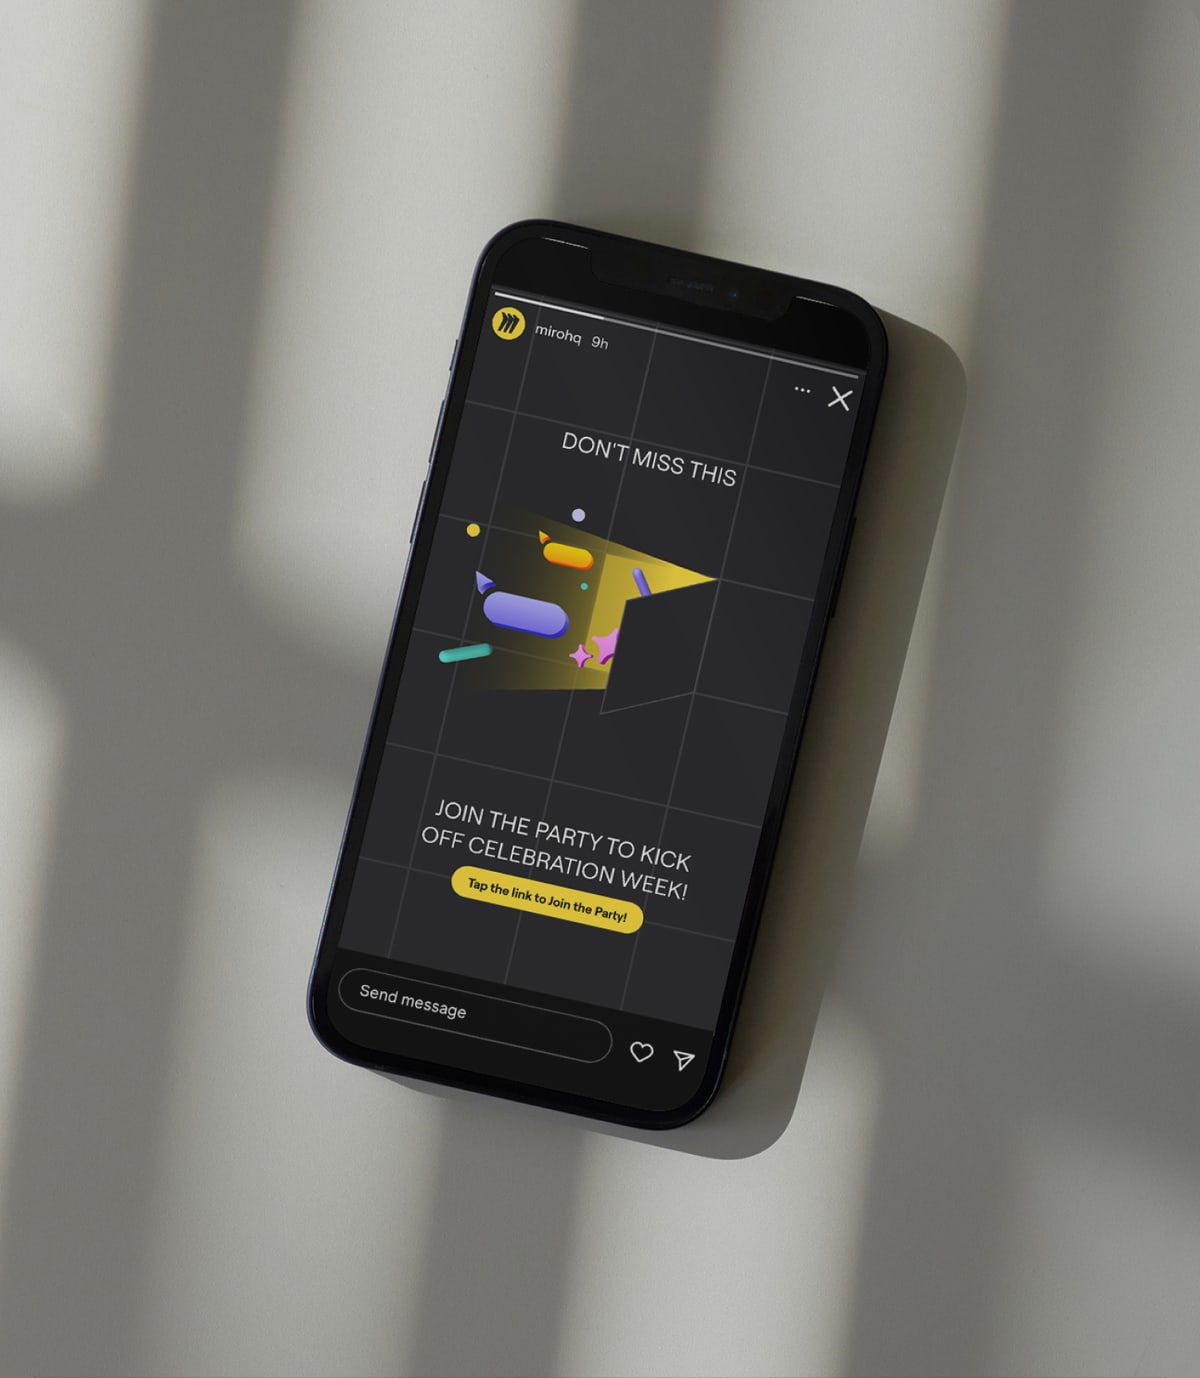 mirohq 9h
DON'T MISS THIS
JOIN THE PARTY TO KICK
OFF CELEBRATION WEEK!
Tap the link to Join the Party!
Send message